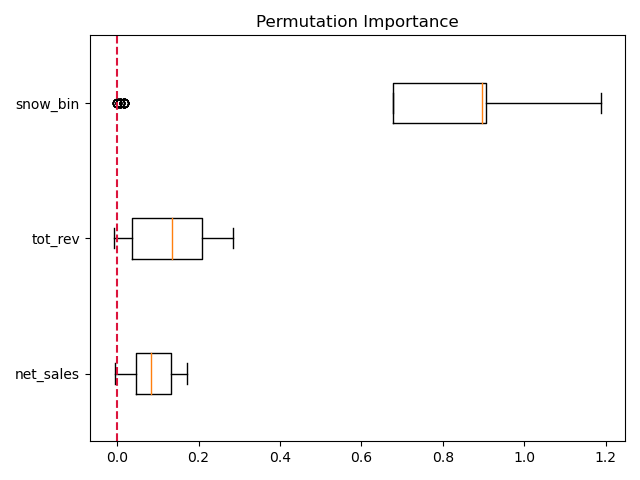 Permutation Importance
snow_bin
tot_rev
net_sales
0.0 0.2 0.4 0.6 0.8 1.0 1.2